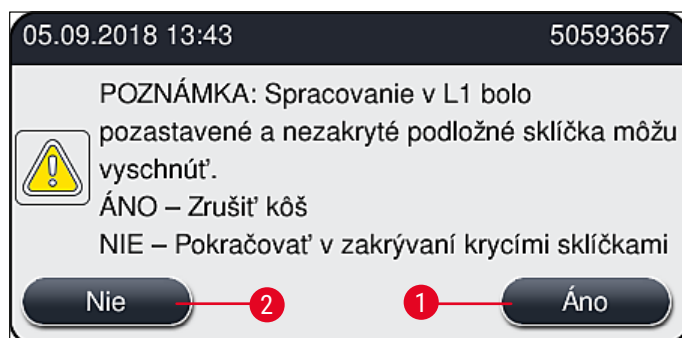 05.09.2018 13:43 50593657
POZNÁMKA: Spracovanie v L1 bolo
pozastavené a nezakryté podložné sklíčka môžu
vyschnúť.
ÁNO – Zrušiť kôš
NIE – Pokračovať v zakrývaní krycími sklíčkami
Nie 2 1 Áno